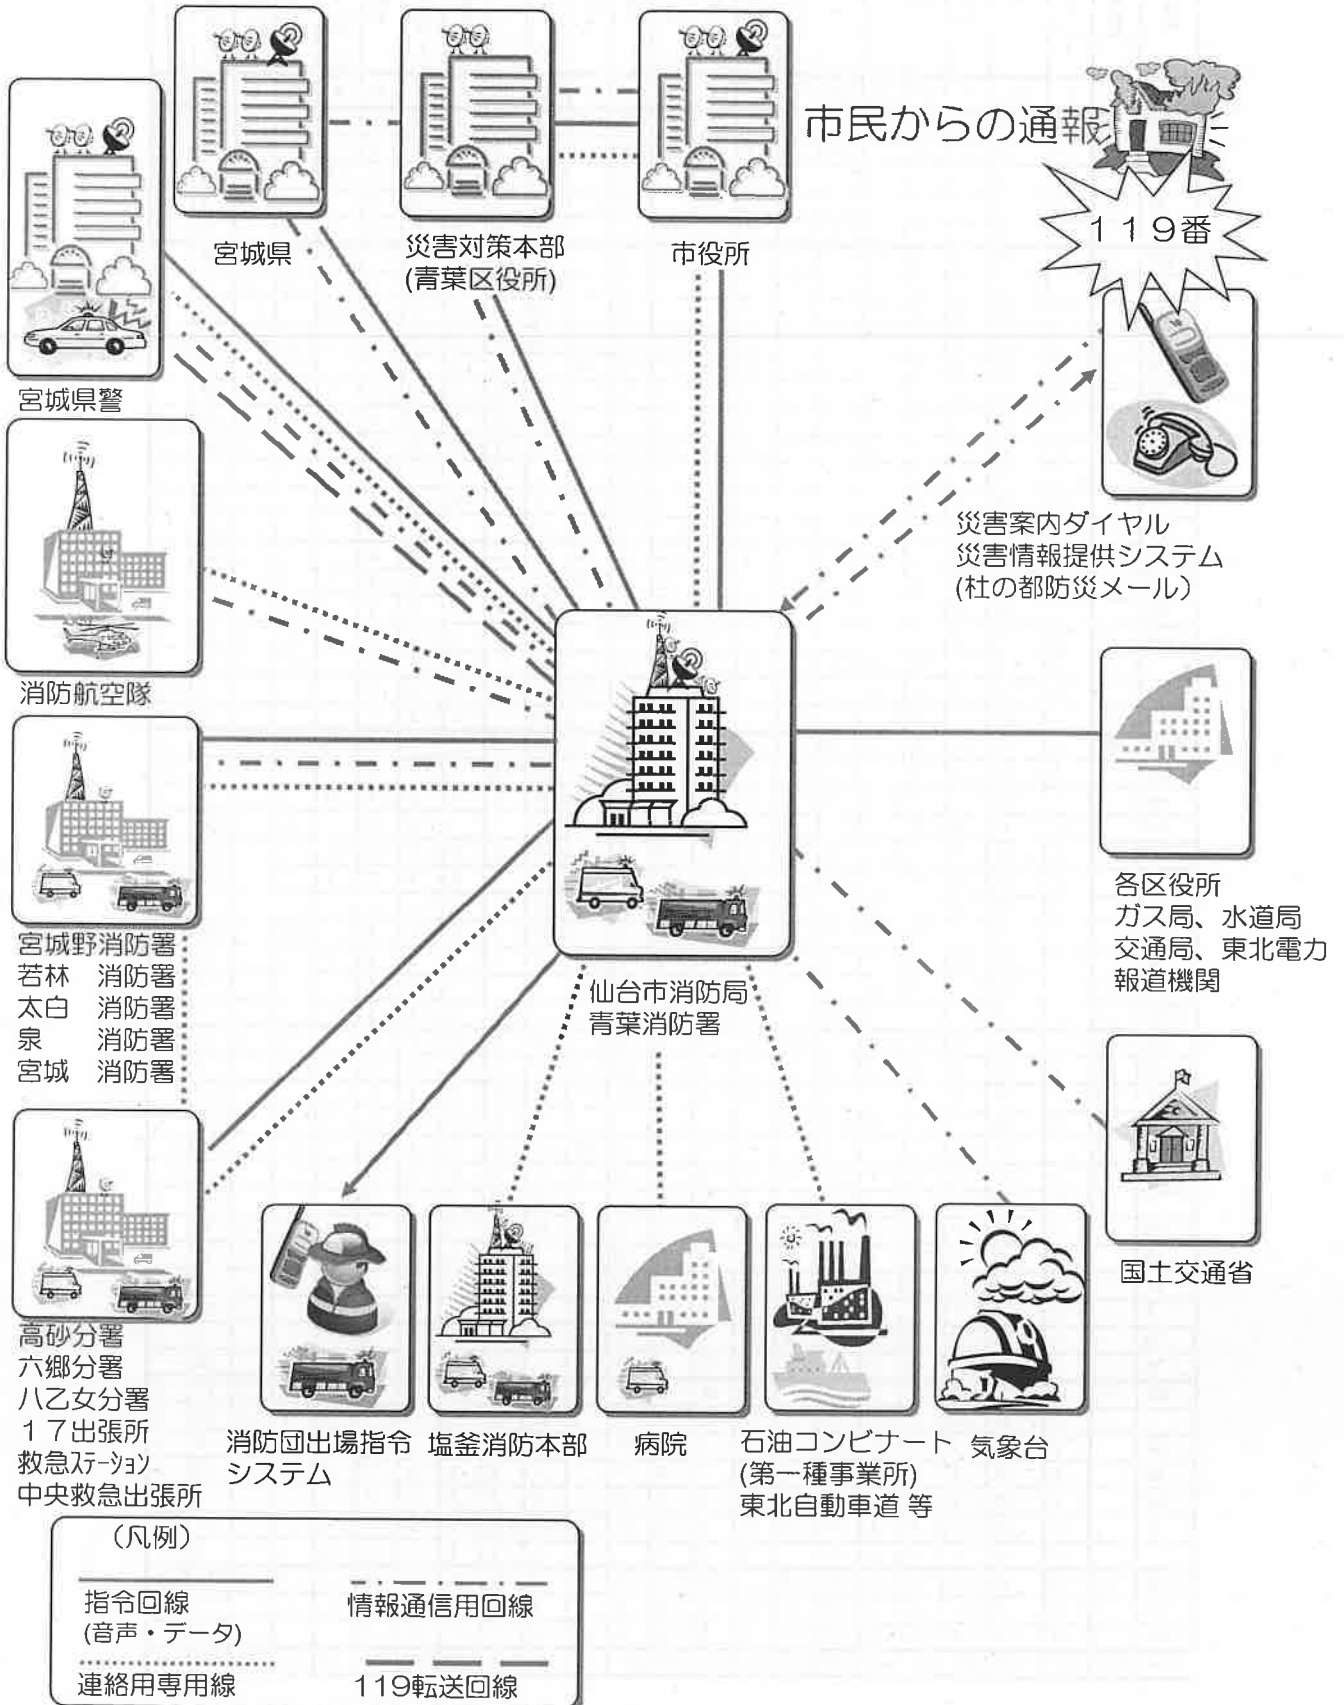 市民からの通報
119番
宮城県
災害対策本部
(青葉区役所)
市役所
宮城県警
災害案内ダイヤル
災害情報提供システム
(杜の都防災メール)
消防航空隊
各区役所
ガス局、水道局
交通局、東北電力
報道機関
宮城野消防署
若林 消防署
太白 消防署
泉 消防署
宮城 消防署
仙台市消防局
青葉消防署
国土交通省
高砂分署
六郷分署
八乙女分署
17出張所
救急ステーション
中央救急出張所
消防団出場指令
システム
塩釜消防本部
病院
石油コンビナート
(第一種事業所)
東北自動車道 等
気象台
(凡例)
指令回線
(音声・データ)
情報通信用回線
連絡用専用線
119転送回線